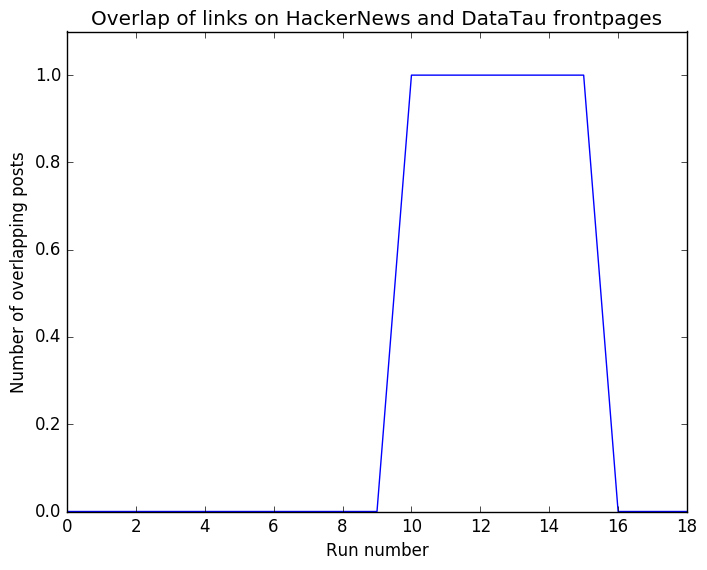 Overlap of links on HackerNews and DataTau frontpages
Number of overlapping posts
1.0
0.8
0.6
0.4
0.2
0.0
0 2 4 6 8 10 12 14 16 18
Run number